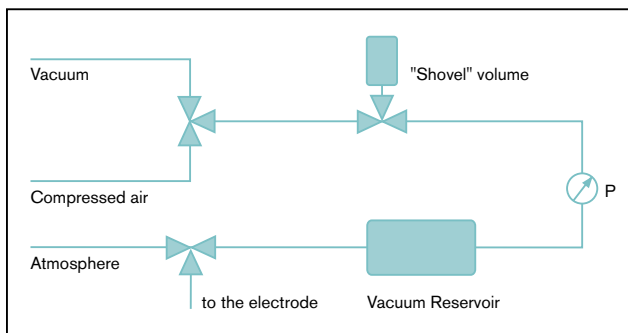 Vacuum
"Shovel" volume
Compressed air
P
Atmosphere
to the electrode
Vacuum Reservoir